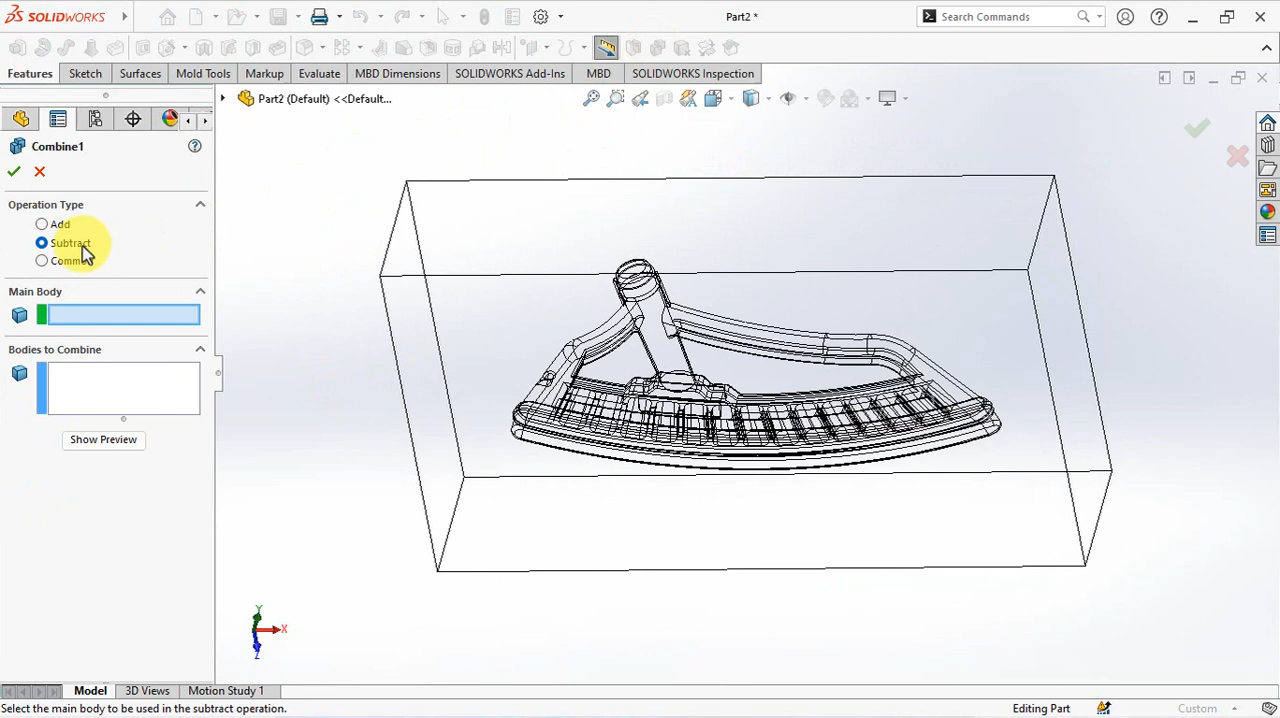 SOLIDWORKS
Part2 *
Search Commands
Features
Sketch
Surfaces
Mold Tools
Markup
Evaluate
MBD Dimensions
SOLIDWORKS Add-Ins
MBD
SOLIDWORKS Inspection
Part2 (Default) <<Default...
Combine1
Operation Type
Add
Subtract
Main Body
Bodies to Combine
Show Preview
Y
X
Z
Model
3D Views
Motion Study 1
Select the main body to be used in the subtract operation.
Editing Part
Custom